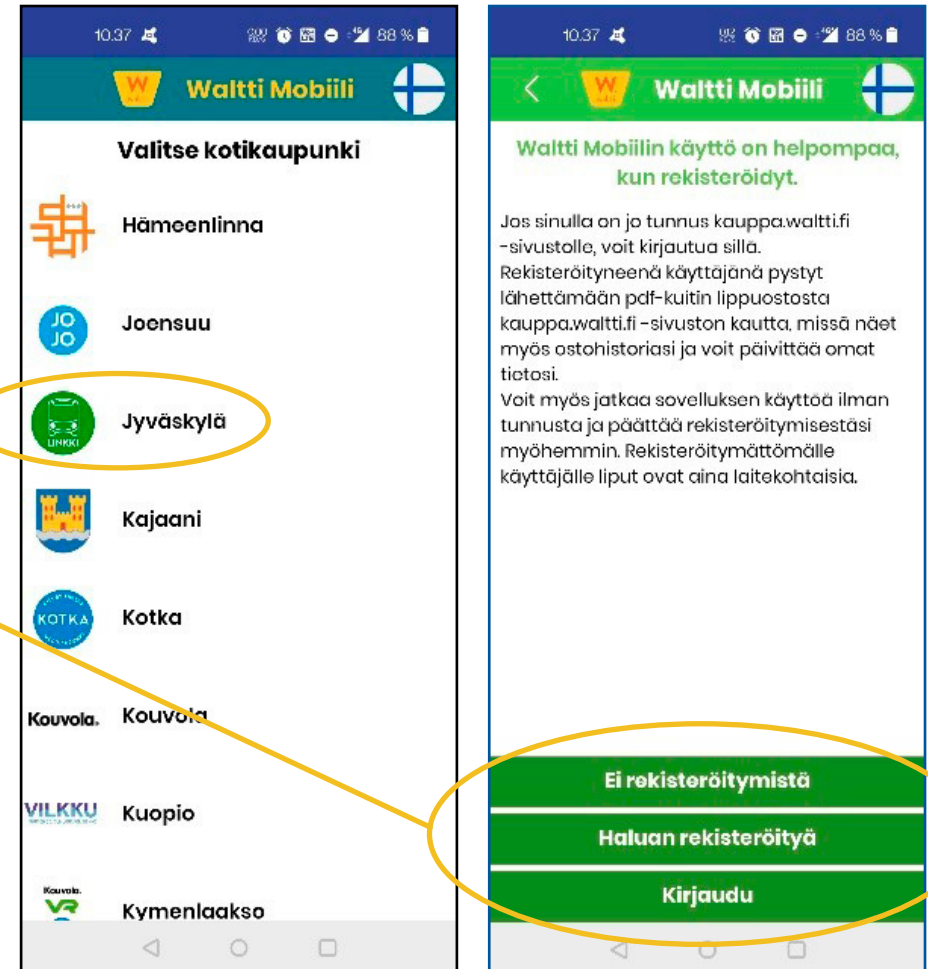 10.37
88 %
Waltti Mobiili
Valitse kotikaupunki
Hämeenlinna
JO
JO
Joensuu
LINKKI
Jyväskylä
Kajaani
KOTKA
Kotka
Kouvola.
Kouvola
VILKKU
Kuopio
Kouvola.
VR
Kymenlaakso
10.37
88 %
Waltti Mobiili
Waltti Mobiilin käyttö on helpompaa,
kun rekisteröidyt.
Jos sinulla on jo tunnus kauppa.waltti.fi
-sivustolle, voit kirjautua sillä.
Rekisteröityneenä käyttäjänä pystyt
lähettämään pdf-kuitin lippuostosta
kauppa.waltti.fi -sivuston kautta, missä näet
myös ostohistoriasi ja voit päivittää omat
tietosi.
Voit myös jatkaa sovelluksen käyttöä ilman
tunnusta ja päättää rekisteröitymisestäsi
myöhemmin. Rekisteröitymättömälle
käyttäjälle liput ovat aina laitekohtaisia.
Ei rekisteröitymistä
Haluan rekisteröityä
Kirjaudu